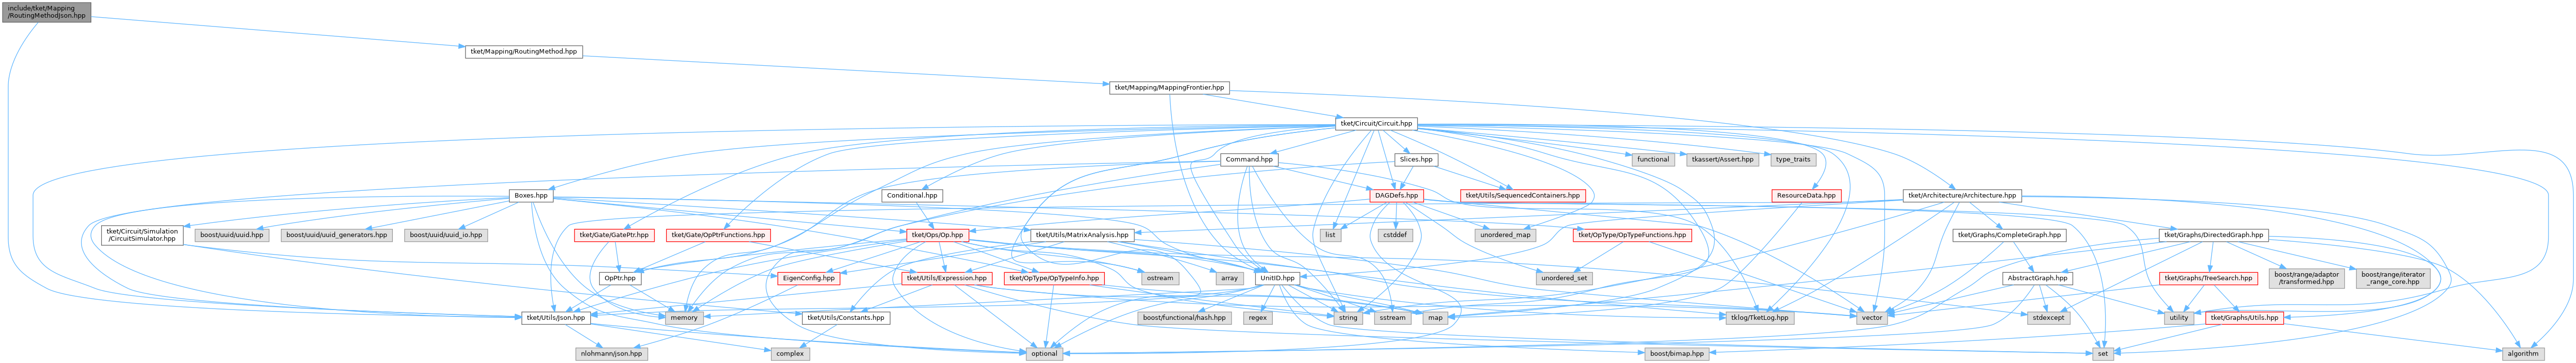 include/tket/Mapping
/RoutingMethodJson.hpp
tket/Mapping/RoutingMethod.hpp
tket/Mapping/MappingFrontier.hpp
tket/Circuit/Circuit.hpp
Command.hpp
Slices.hpp
functional
tkassert/Assert.hpp
type_traits
Boxes.hpp
Conditional.hpp
DAGDefs.hpp
tket/Utils/SequencedContainers.hpp
ResourceData.hpp
tket/Architecture/Architecture.hpp
tket/Circuit/Simulation
/CircuitSimulator.hpp
boost/uuid/uuid.hpp
boost/uuid/uuid_generators.hpp
boost/uuid/uuid_io.hpp
tket/Gate/GatePtr.hpp
tket/Gate/OpPtrFunctions.hpp
tket/Ops/Op.hpp
tket/Utils/MatrixAnalysis.hpp
list
cstddef
unordered_map
tket/OpType/OpTypeFunctions.hpp
tket/Graphs/CompleteGraph.hpp
tket/Graphs/DirectedGraph.hpp
OpPtr.hpp
EigenConfig.hpp
tket/Utils/Expression.hpp
tket/OpType/OpTypeInfo.hpp
ostream
array
UnitID.hpp
unordered_set
AbstractGraph.hpp
tket/Graphs/TreeSearch.hpp
boost/range/adaptor
/transformed.hpp
boost/range/iterator
_range_core.hpp
tket/Utils/Json.hpp
memory
tket/Utils/Constants.hpp
boost/functional/hash.hpp
regex
string
sstream
map
tklog/TketLog.hpp
vector
stdexcept
utility
tket/Graphs/Utils.hpp
nlohmann/json.hpp
complex
optional
boost/bimap.hpp
set
algorithm